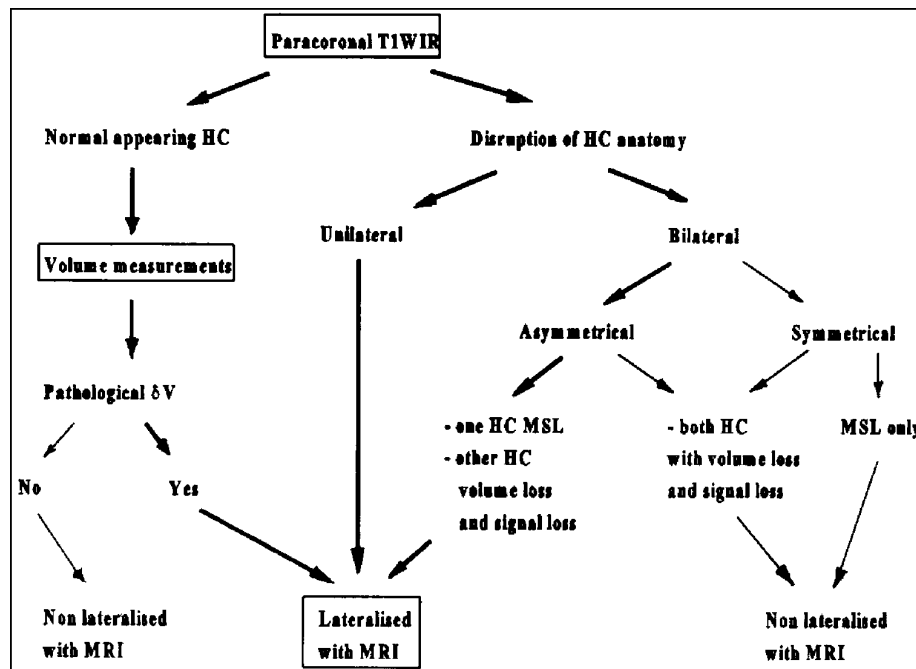 Paracoronal T1WIR
Normal appearing HC
Disruption of HC anatomy
Unilateral
Bilateral
Volume measurements
Asymmetrical
Symmetrical
Pathological δV
- one HC MSL
- other HC
volume loss
and signal loss
- both HC
with volume loss
and signal loss
MSL only
No
Yes
Non lateralised
with MRI
Lateralised
with MRI
Non lateralised
with MRI